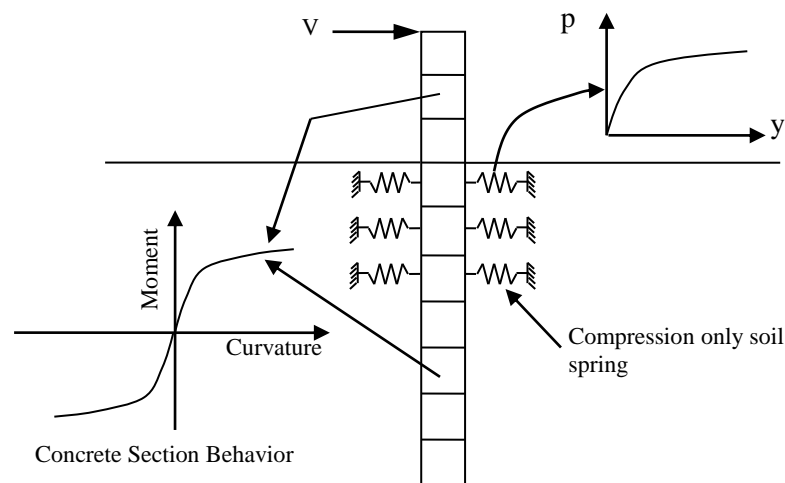 V
p
y
Moment
Curvature
Compression only soil
spring
Concrete Section Behavior